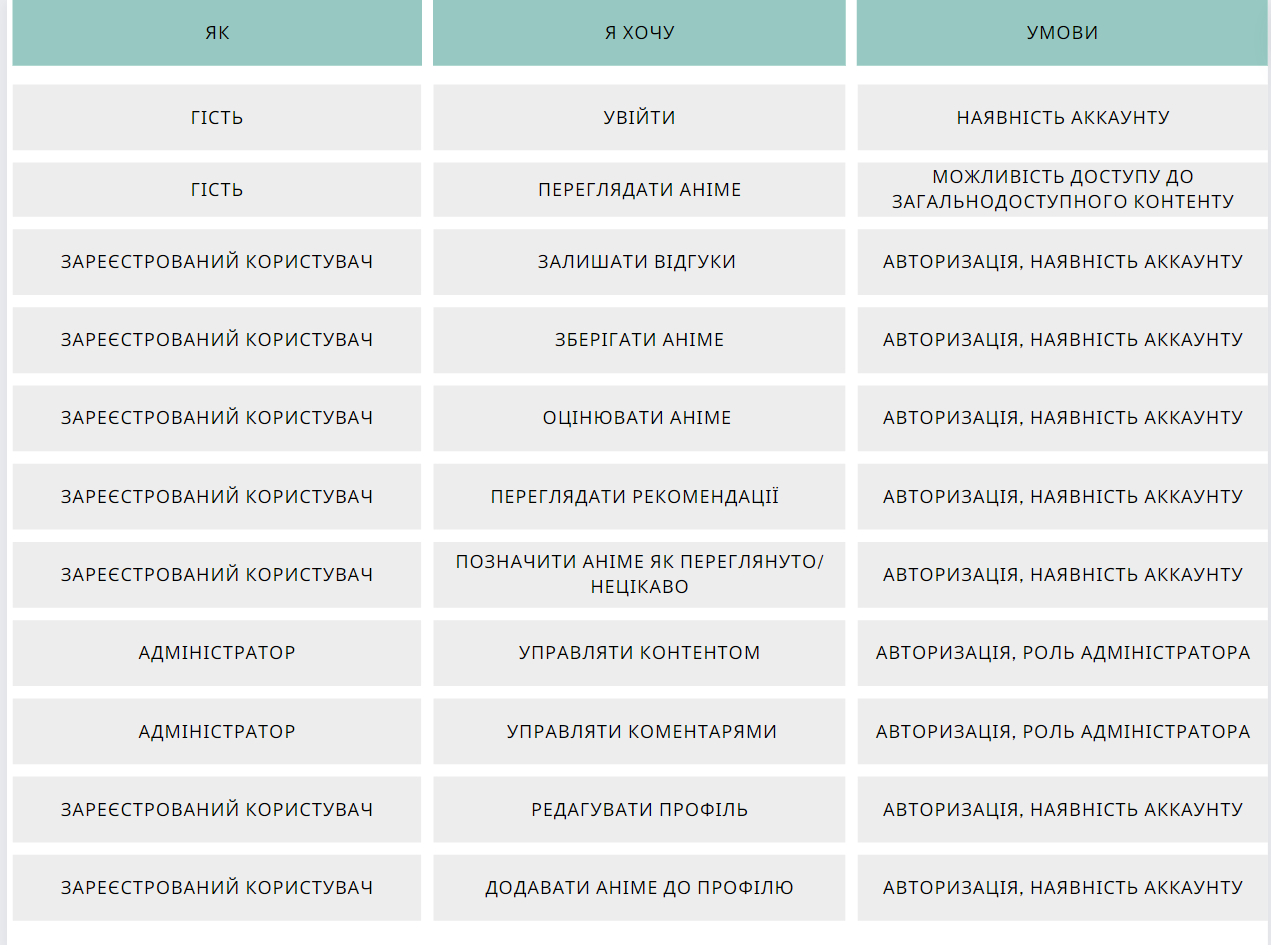 ЯК
Я ХОЧУ
УМОВИ
ГІСТЬ
УВІЙТИ
НАЯВНІСТЬ АККАУНТУ
ГІСТЬ
ПЕРЕГЛЯДАТИ АНІМЕ
МОЖЛИВІСТЬ ДОСТУПУ ДО
ЗАГАЛЬНОДОСТУПНОГО КОНТЕНТУ
ЗАРЕЄСТРОВАНИЙ КОРИСТУВАЧ
ЗАЛИШАТИ ВІДГУКИ
АВТОРИЗАЦІЯ, НАЯВНІСТЬ АККАУНТУ
ЗАРЕЄСТРОВАНИЙ КОРИСТУВАЧ
ЗБЕРІГАТИ АНІМЕ
АВТОРИЗАЦІЯ, НАЯВНІСТЬ АККАУНТУ
ЗАРЕЄСТРОВАНИЙ КОРИСТУВАЧ
ОЦІНЮВАТИ АНІМЕ
АВТОРИЗАЦІЯ, НАЯВНІСТЬ АККАУНТУ
ЗАРЕЄСТРОВАНИЙ КОРИСТУВАЧ
ПЕРЕГЛЯДАТИ РЕКОМЕНДАЦІЇ
АВТОРИЗАЦІЯ, НАЯВНІСТЬ АККАУНТУ
ЗАРЕЄСТРОВАНИЙ КОРИСТУВАЧ
ПОЗНАЧИТИ АНІМЕ ЯК ПЕРЕГЛЯНУТО/
НЕЦІКАВО
АВТОРИЗАЦІЯ, НАЯВНІСТЬ АККАУНТУ
АДМІНІСТРАТОР
УПРАВЛЯТИ КОНТЕНТОМ
АВТОРИЗАЦІЯ, РОЛЬ АДМІНІСТРАТОРА
АДМІНІСТРАТОР
УПРАВЛЯТИ КОМЕНТАРЯМИ
АВТОРИЗАЦІЯ, РОЛЬ АДМІНІСТРАТОРА
ЗАРЕЄСТРОВАНИЙ КОРИСТУВАЧ
РЕДАГУВАТИ ПРОФІЛЬ
АВТОРИЗАЦІЯ, НАЯВНІСТЬ АККАУНТУ
ЗАРЕЄСТРОВАНИЙ КОРИСТУВАЧ
ДОДАВАТИ АНІМЕ ДО ПРОФІЛЮ
АВТОРИЗАЦІЯ, НАЯВНІСТЬ АККАУНТУ